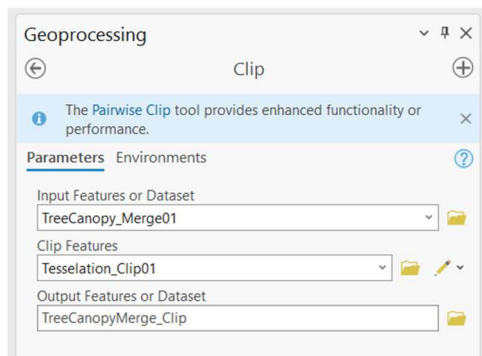 Geoprocessing
Clip
The Pairwise Clip tool provides enhanced functionality or
performance.
Parameters Environments
Input Features or Dataset
TreeCanopy_Merge01
Clip Features
Tesselation_Clip01
Output Features or Dataset
TreeCanopyMerge_Clip